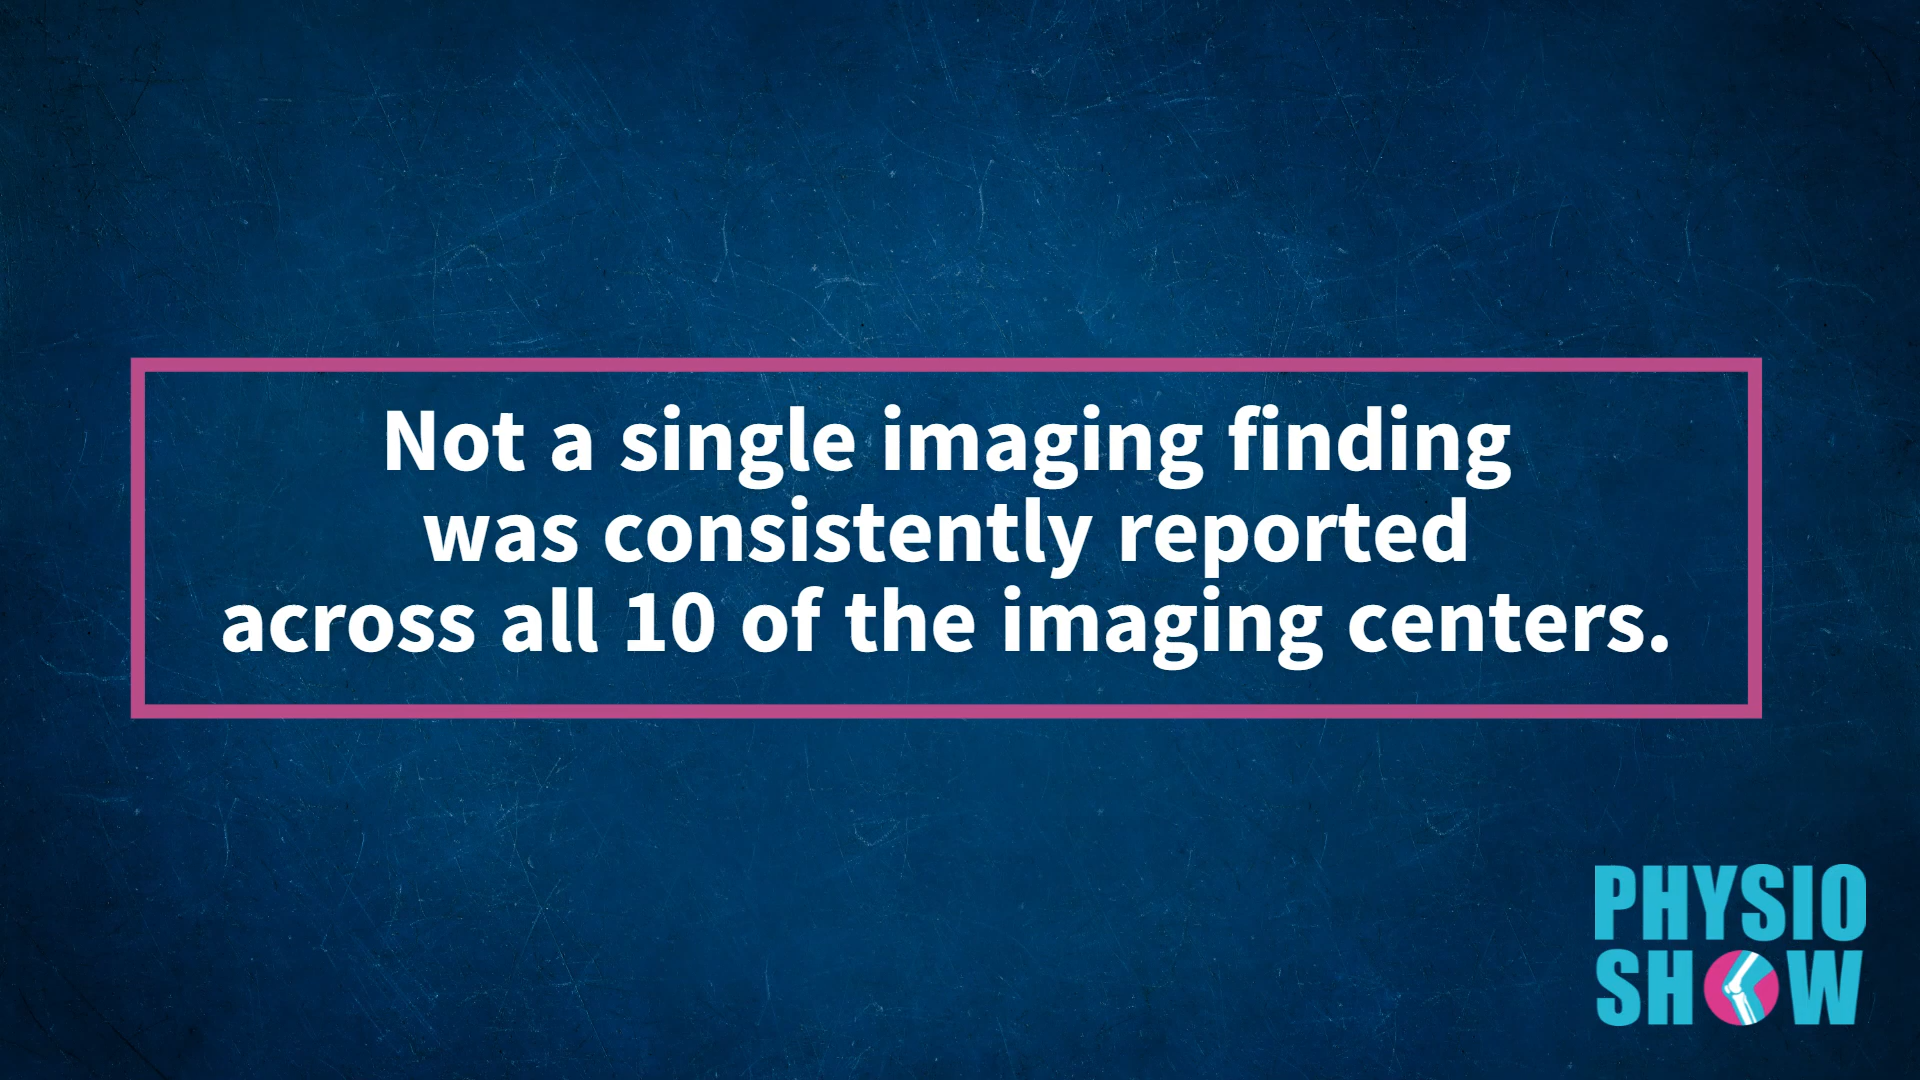 Not a single imaging finding
was consistently reported
across all 10 of the imaging centers.
PHYSIO
SHOW